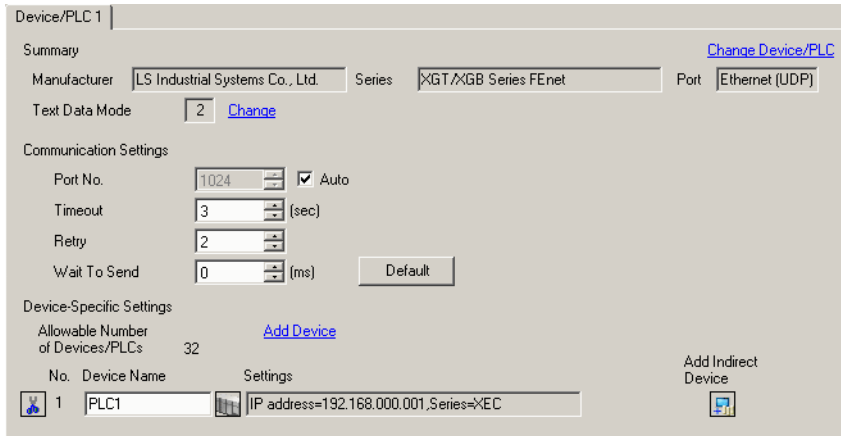 Device/PLC 1
Summary Change Device/PLC
Manufacturer LS Industrial Systems Co., Ltd. Series XGT/XGB Series FEnet Port Ethernet (UDP)
Text Data Mode 2 Change
Communication Settings
Port No. 1024 Auto
Timeout 3 (sec)
Retry 2
Wait To Send 0 (ms) Default
Device-Specific Settings
Allowable Number Add Device
of Devices/PLCs 32
Add Indirect
No. Device Name Settings Device
1 PLC1 IP address=192.168.000.001,Series=XEC